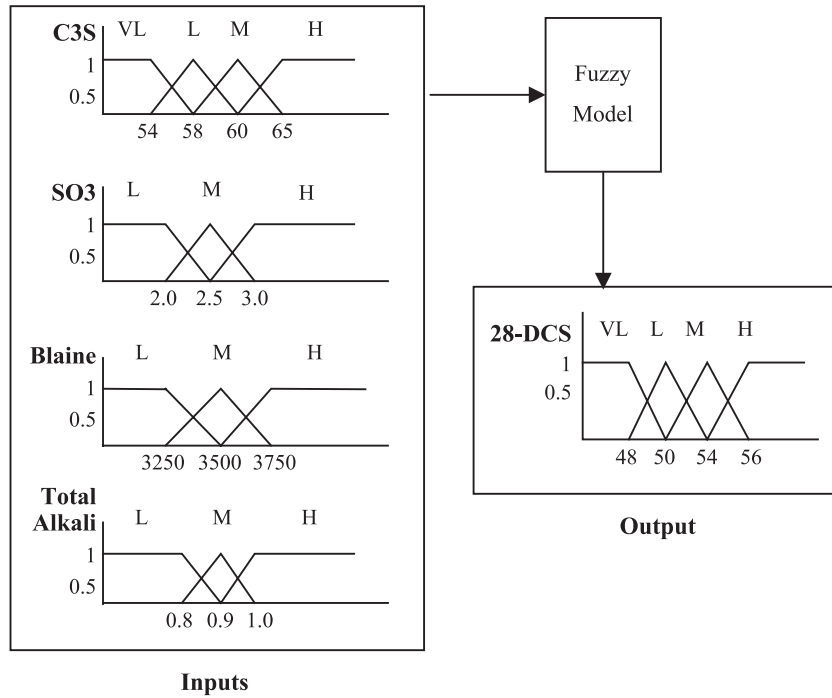 C3S VL L M H
1
0.5
54 58 60 65
SO3 L M H
1
0.5
2.0 2.5 3.0
Blaine L M H
1
0.5
3250 3500 3750
Total
Alkali L M H
1
0.5
0.8 0.9 1.0
Inputs
Fuzzy
Model
28-DCS VL L M H
1
0.5
48 50 54 56
Output